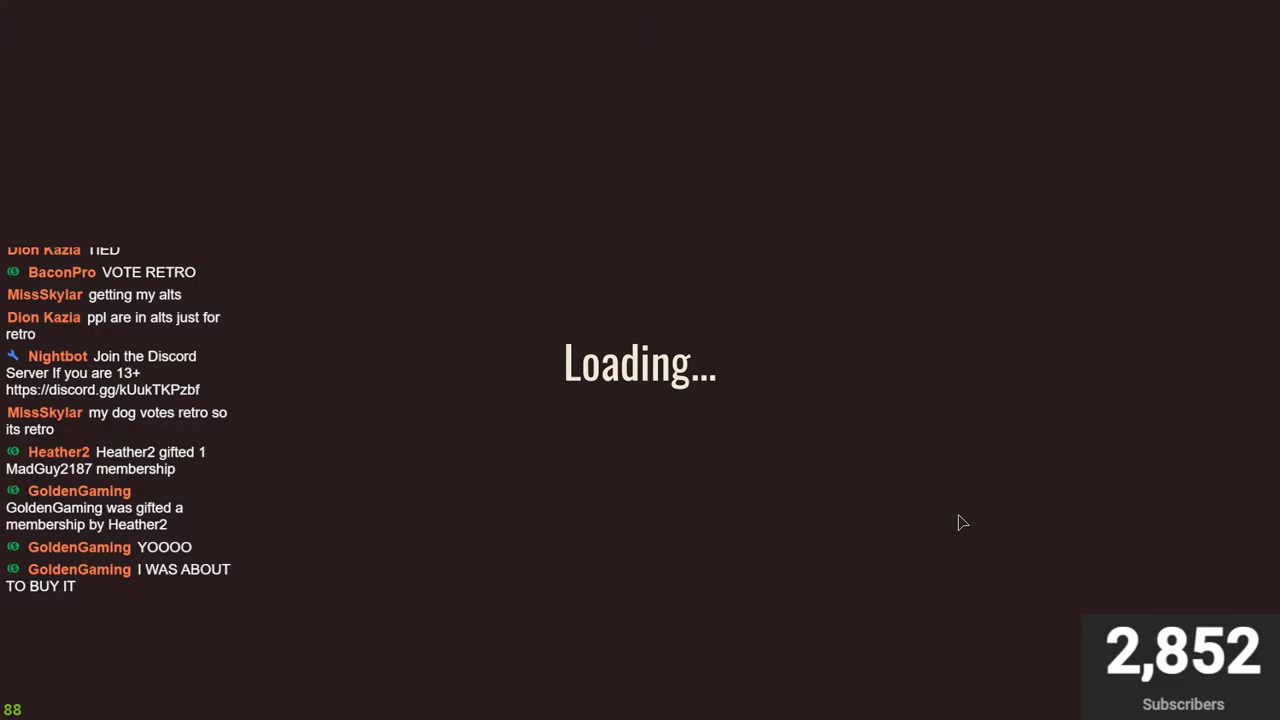 Dion Kazia TIED
BaconPro VOTE RETRO
MissSkylar getting my alts
Dion Kazia ppl are in alts just for
retro
Nightbot Join the Discord
Server If you are 13+
https://discord.gg/kUukTKPzbf
MissSkylar my dog votes retro so
its retro
Heather2 Heather2 gifted 1
MadGuy2187 membership
GoldenGaming
GoldenGaming was gifted a
membership by Heather2
GoldenGaming YOOOO
GoldenGaming I WAS ABOUT
TO BUY IT
Loading...
2,852
Subscribers
88